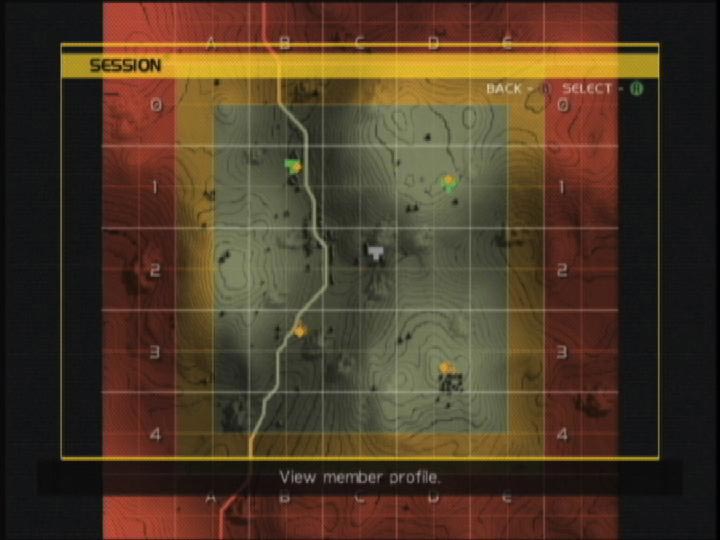 A B C D E
SESSION
BACK - SELECT - A
0 0
1 1
2 2
3 3
4 4
View member profile.
A B C D E